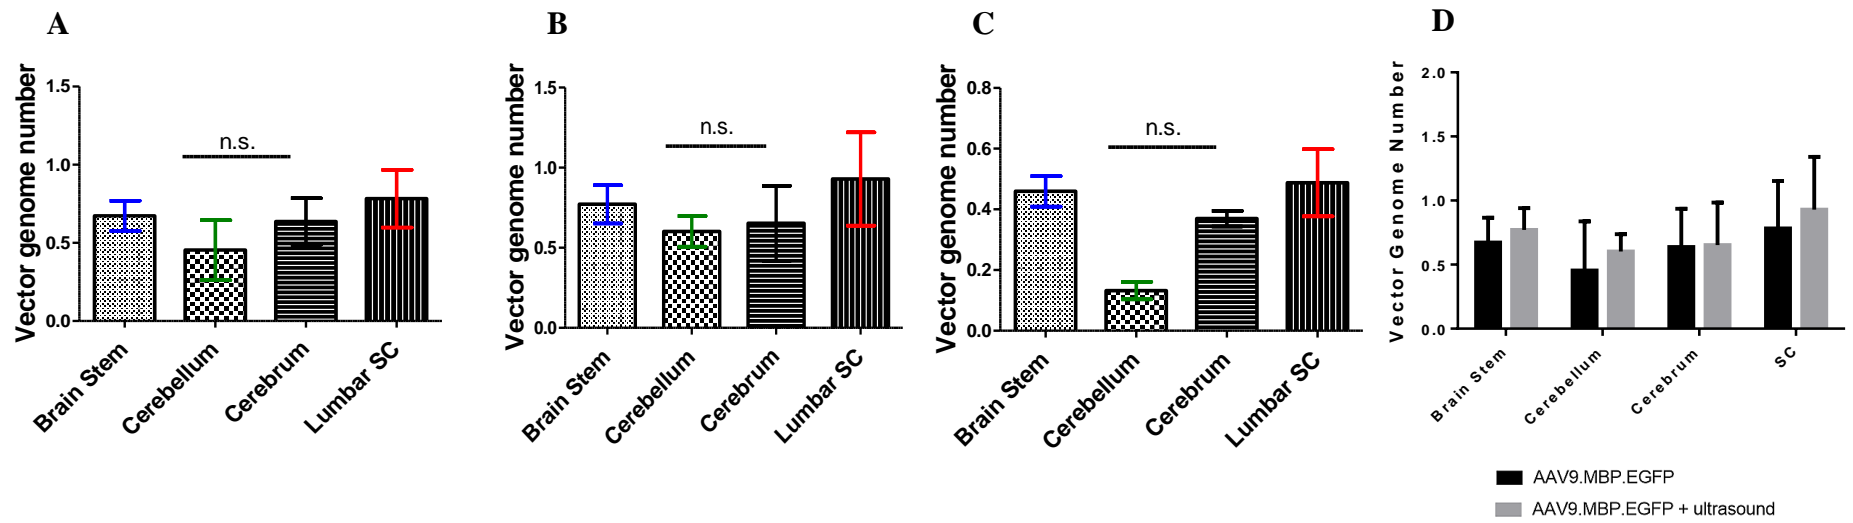 A
Vector genome number
1.5
1.0
0.5
0.0
n.s.
Brain Stem
Cerebellum
Cerebrum
Lumbar SC
B
Vector genome number
1.5
1.0
0.5
0.0
n.s.
Brain Stem
Cerebellum
Cerebrum
Lumbar SC
C
Vector genome number
0.8
0.6
0.4
0.2
0.0
n.s.
Brain Stem
Cerebellum
Cerebrum
Lumbar SC
D
Vector Genome Number
2.0
1.5
1.0
0.5
0.0
Brain Stem
Cerebellum
Cerebrum
SC
AAV9.MBP.EGFP
AAV9.MBP.EGFP + ultrasound